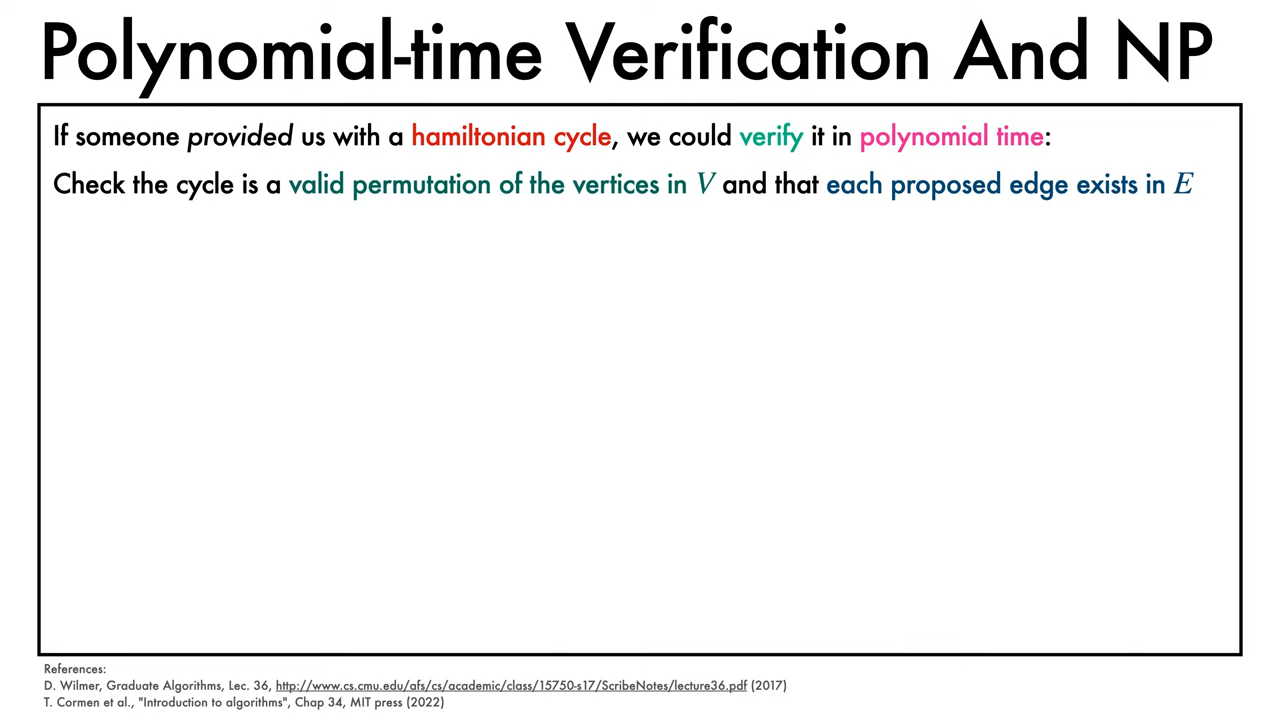 Polynomial-time Verification And NP
If someone provided us with a hamiltonian cycle, we could verify it in polynomial time:
Check the cycle is a valid permutation of the vertices in V and that each proposed edge exists in E
References:
D. Wilmer, Graduate Algorithms, Lec. 36, http://www.cs.cmu.edu/afs/cs/academic/class/15750-s17/ScribeNotes/lecture36.pdf (2017)
T. Cormen et al., "Introduction to algorithms", Chap 34, MIT press (2022)